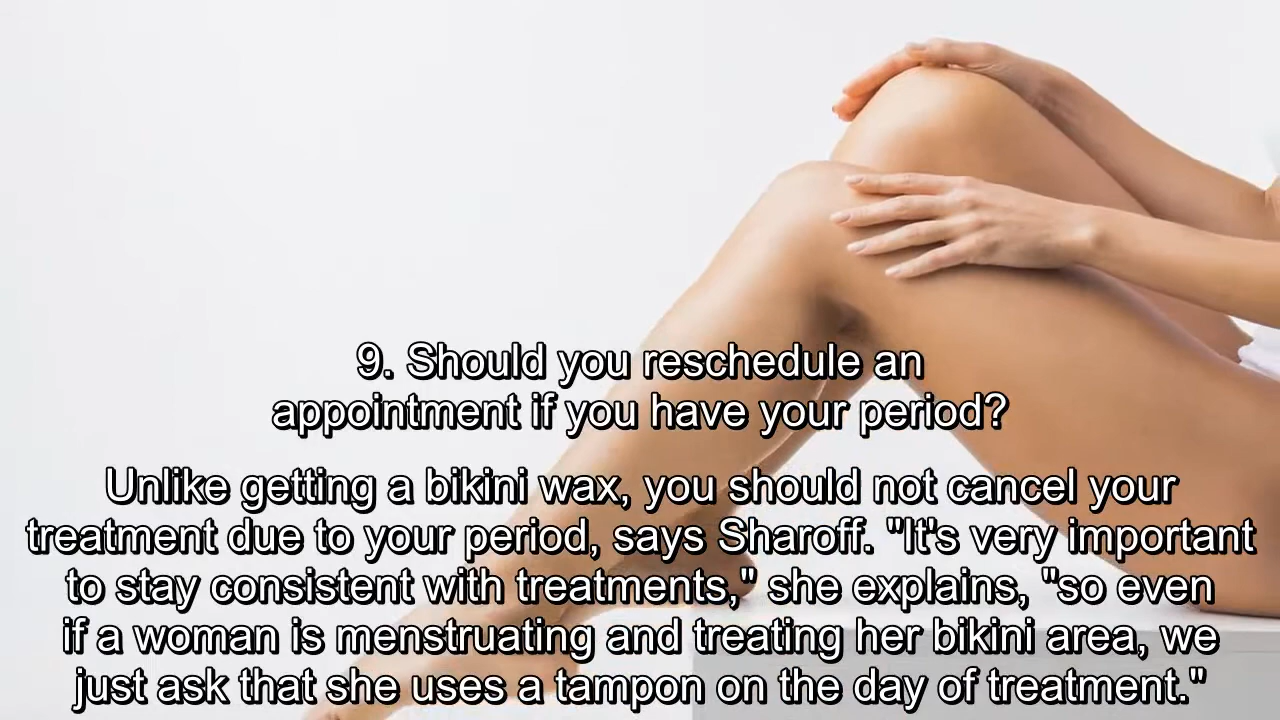 9. Should you reschedule an
appointment if you have your period?
Unlike getting a bikini wax, you should not cancel your
treatment due to your period, says Sharoff. "It's very important
to stay consistent with treatments," she explains, "so even
if a woman is menstruating and treating her bikini area, we
just ask that she uses a tampon on the day of treatment."